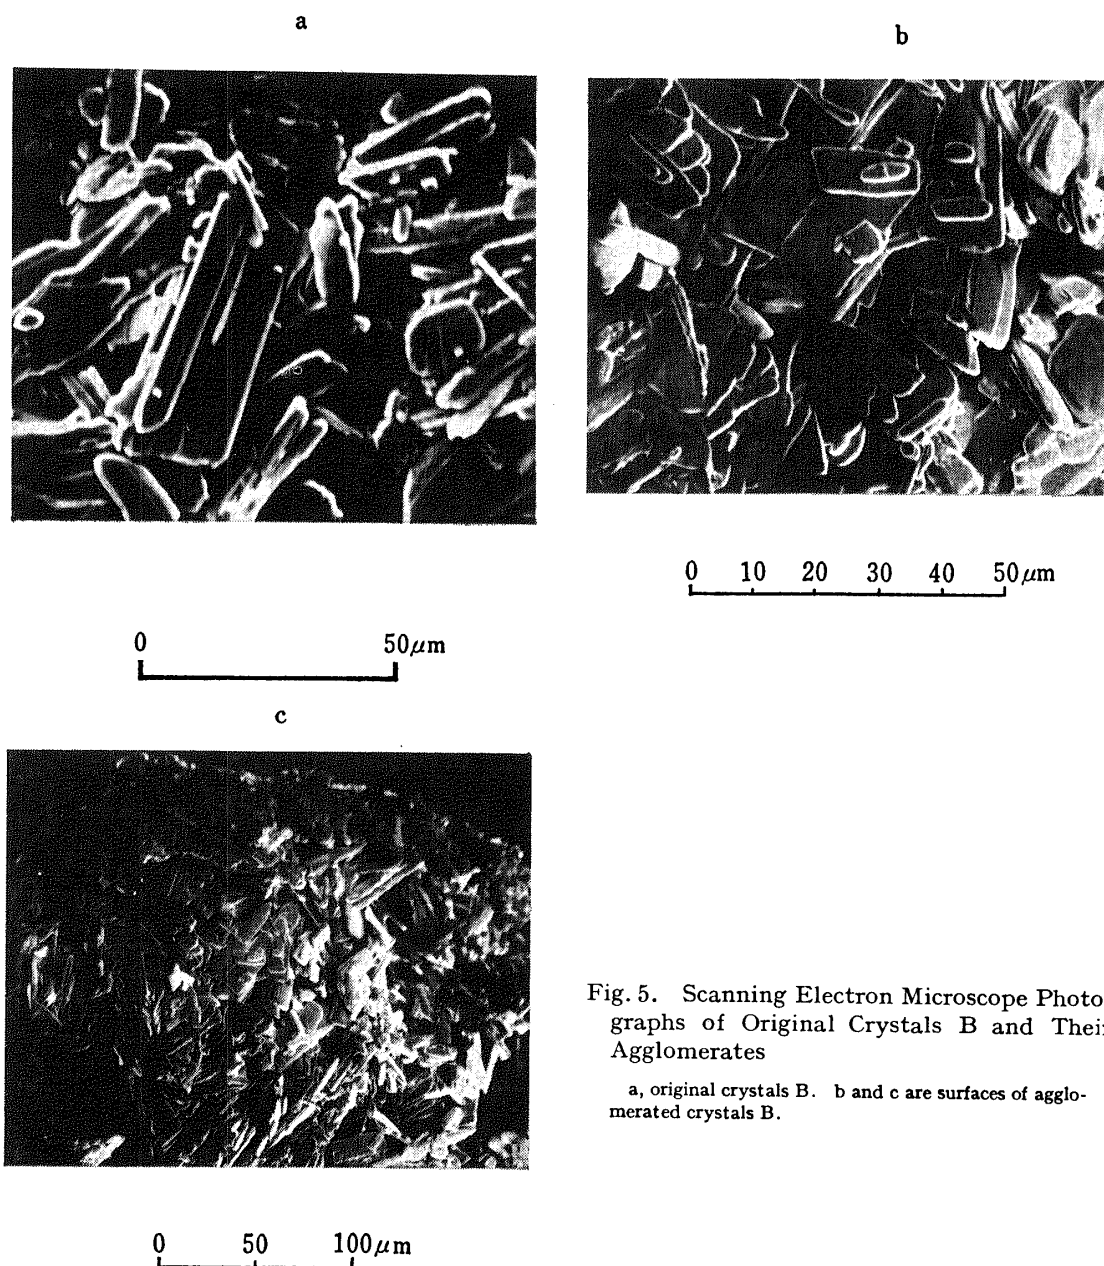 a
b
0 10 20 30 40 50μm
0 50μm
c
Fig. 5. Scanning Electron Microscope Photo-
graphs of Original Crystals B and Their
Agglomerates
a, original crystals B. b and c are surfaces of agglo-
merated crystals B.
0 50 100μm